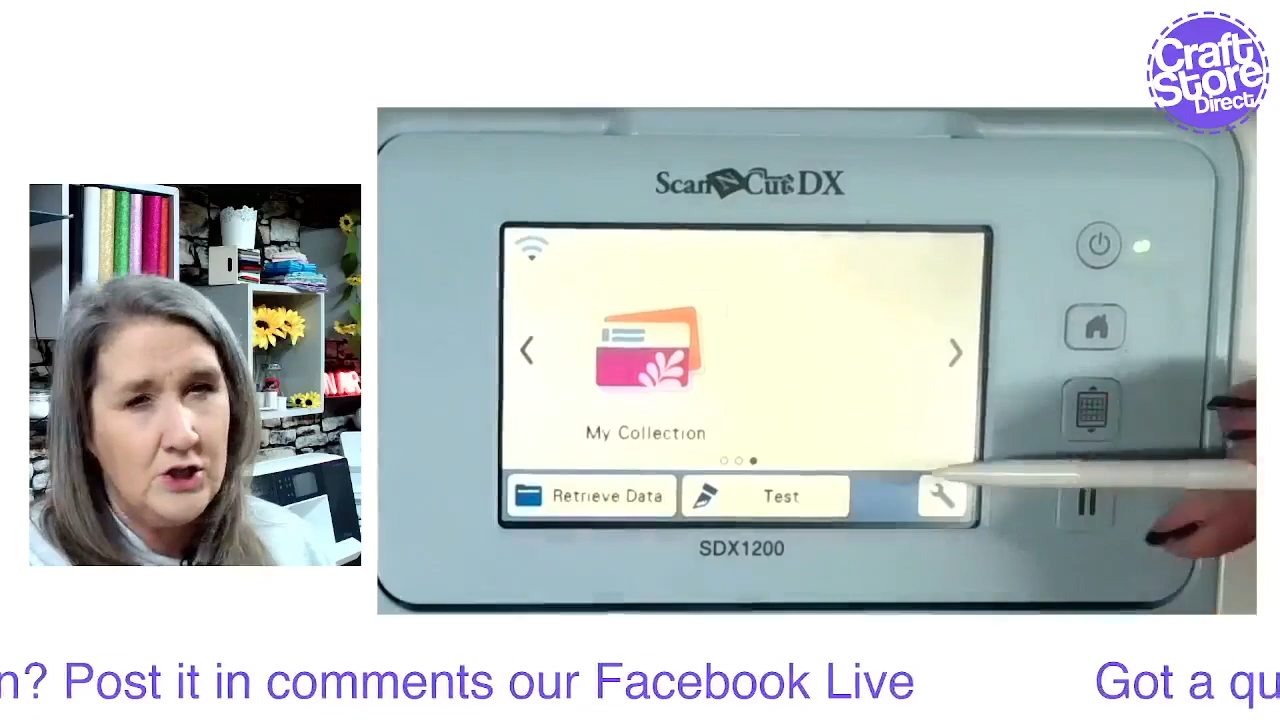 Craft
Store
Direct
ScanNCut DX
My Collection
Retrieve Data
Test
SDX1200
n? Post it in comments our Facebook Live
Got a qu